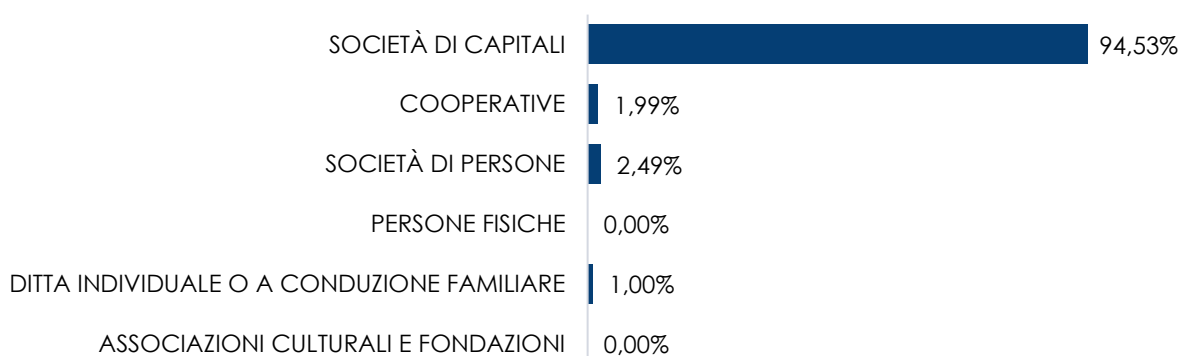 SOCIETÀ DI CAPITALI 94,53%
COOPERATIVE 1,99%
SOCIETÀ DI PERSONE 2,49%
PERSONE FISICHE 0,00%
DITTA INDIVIDUALE O A CONDUZIONE FAMILIARE 1,00%
ASSOCIAZIONI CULTURALI E FONDAZIONI 0,00%